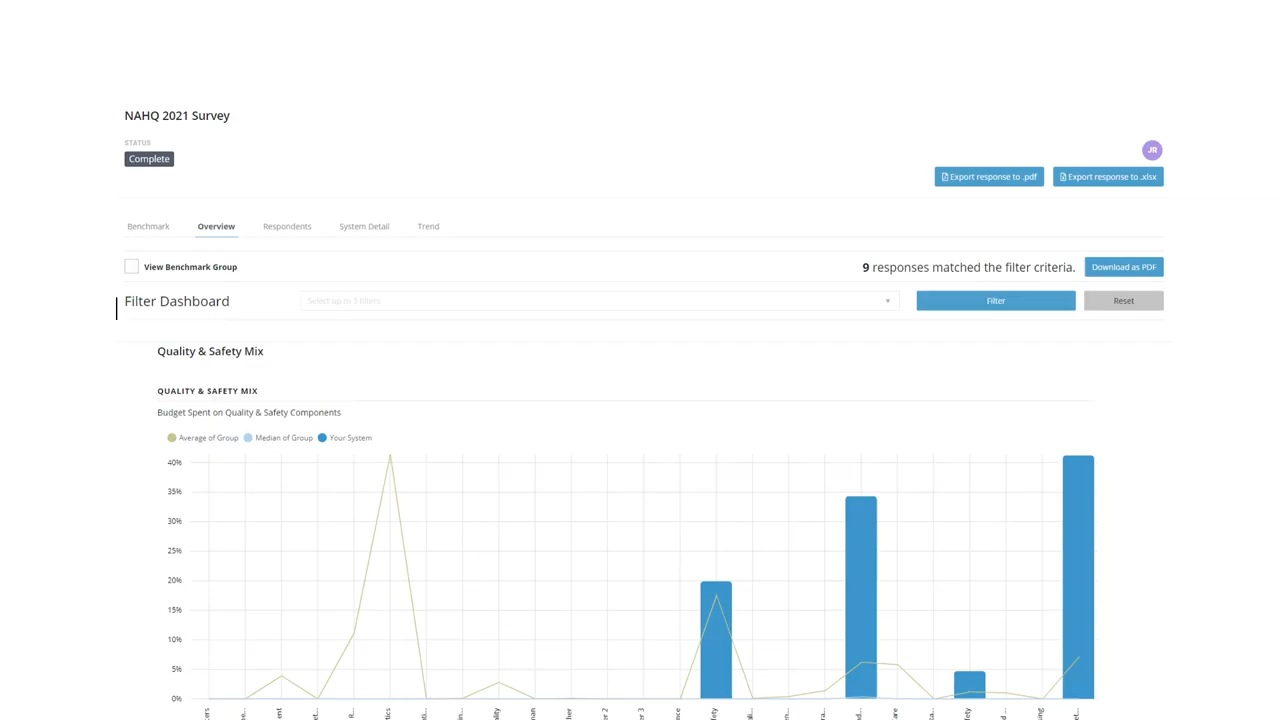 NAHQ 2021 Survey
STATUS
Complete
JR
Export response to .pdf
Export response to .xlsx
Benchmark Overview Respondents System Detail Trend
View Benchmark Group
9 responses matched the filter criteria.
Download as PDF
Filter Dashboard
Select up to 3 filters
Filter
Reset
Quality & Safety Mix
QUALITY & SAFETY MIX
Budget Spent on Quality & Safety Components
Average of Group Median of Group Your System
40%
35%
30%
25%
20%
15%
10%
5%
0%